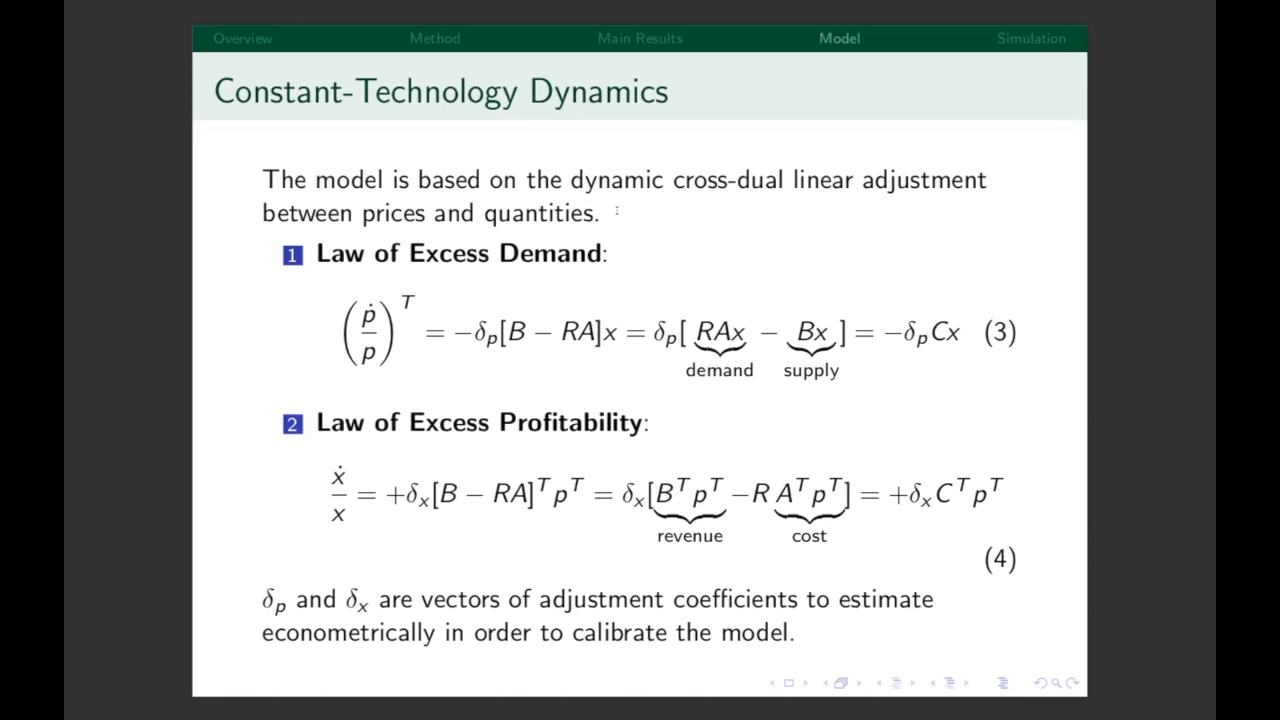 Overview Method Main Results Model Simulation
Constant-Technology Dynamics
The model is based on the dynamic cross-dual linear adjustment
between prices and quantities.
1 Law of Excess Demand:
(ṗ/p)^T = −δ_p[B − RA]x = δ_p[ RAx − Bx ] = −δ_p Cx (3)
demand supply
2 Law of Excess Profitability:
ẋ/x = +δ_x[B − RA]^T p^T = δ_x[B^T p^T − R A^T p^T] = +δ_x C^T p^T
revenue cost
(4)
δ_p and δ_x are vectors of adjustment coefficients to estimate
econometrically in order to calibrate the model.